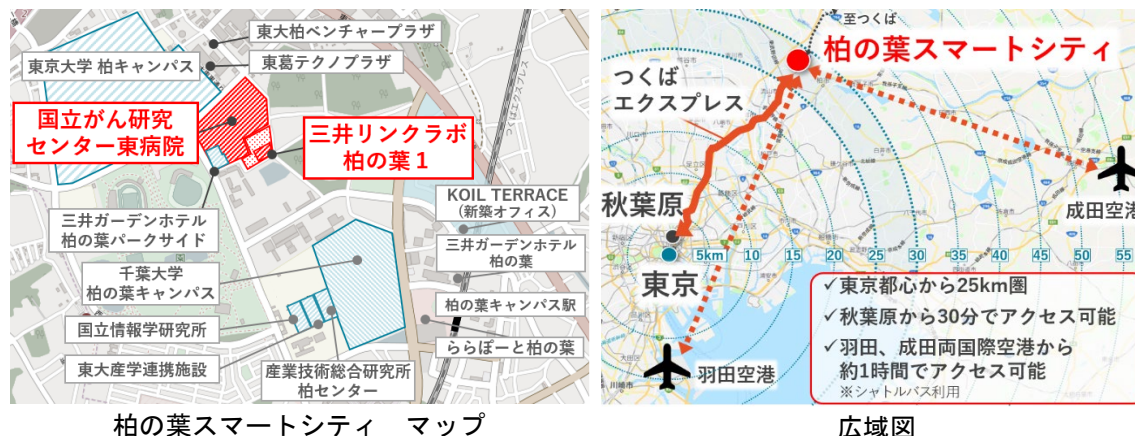 東大柏ベンチャープラザ
東京大学 柏キャンパス
東葛テクノプラザ
国立がん研究
センター東病院
三井リンクラボ
柏の葉1
つくばエクスプレス
KOIL TERRACE
(新築オフィス)
三井ガーデンホテル
柏の葉パークサイド
三井ガーデンホテル
柏の葉
千葉大学
柏の葉キャンパス
柏の葉キャンパス駅
国立情報学研究所
ららぽーと柏の葉
東大産学連携施設
産業技術総合研究所
柏センター
柏の葉スマートシティ マップ
至つくば
柏の葉スマートシティ
つくば
エクスプレス
秋葉原
成田空港
5km 10 15 20 25 30 35 40 45 50 55
東京
羽田空港
✓東京都心から25km圏
✓秋葉原から30分でアクセス可能
✓羽田、成田両国際空港から
約1時間でアクセス可能
※シャトルバス利用
川崎市
広域図